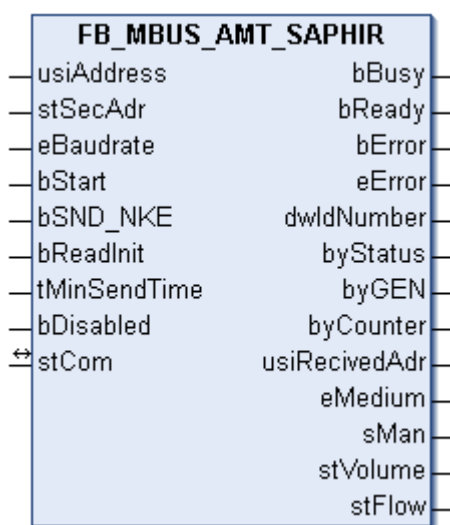 FB_MBUS_AMT_SAPHIR
usiAddress bBusy
stSecAdr bReady
eBaudrate bError
bStart eError
bSND_NKE dwIdNumber
bReadInit byStatus
tMinSendTime byGEN
bDisabled byCounter
stCom usiRecivedAdr
eMedium
sMan
stVolume
stFlow